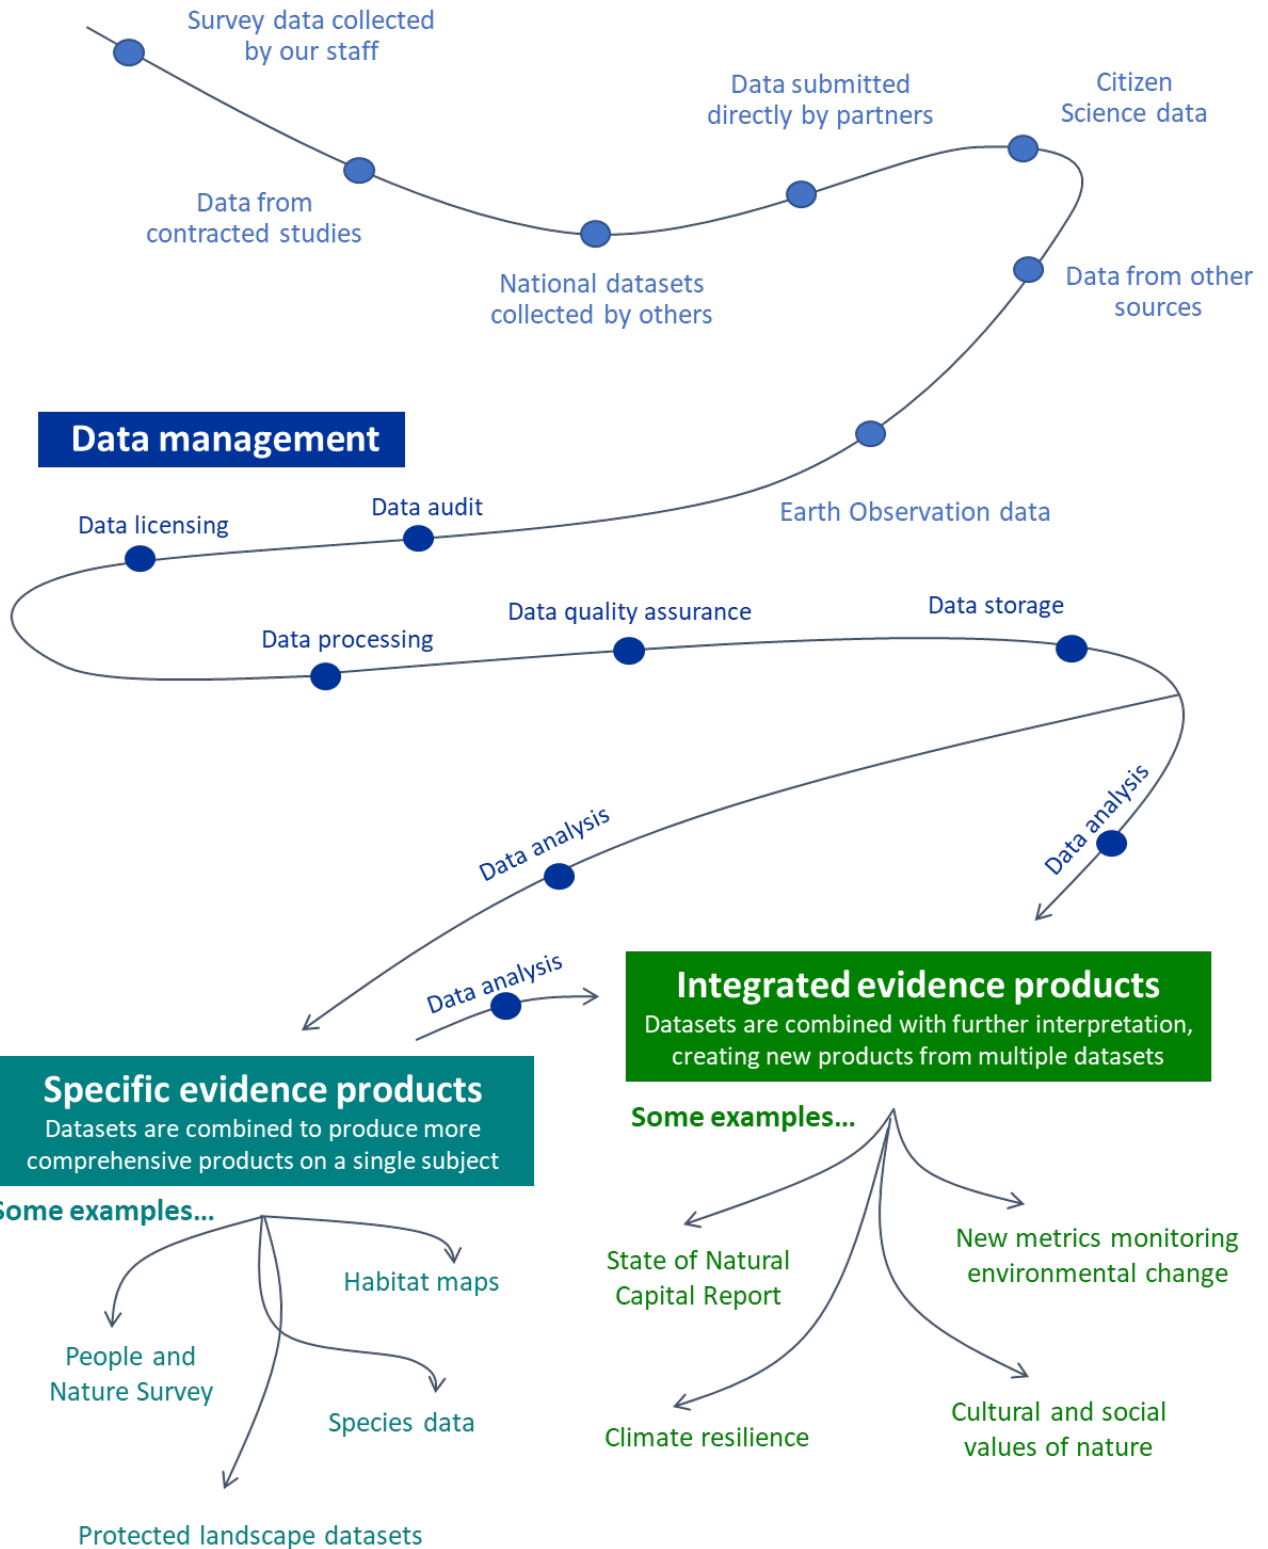 Survey data collected
by our staff
Data submitted
directly by partners
Citizen
Science data
Data from
contracted studies
National datasets
collected by others
Data from other
sources
Data management
Earth Observation data
Data audit
Data licensing
Data processing
Data quality assurance
Data storage
Data analysis
Data analysis
Data analysis
Integrated evidence products
Datasets are combined with further interpretation,
creating new products from multiple datasets
Specific evidence products
Datasets are combined to produce more
comprehensive products on a single subject
Some examples...
Some examples...
Habitat maps
People and
Nature Survey
Species data
Protected landscape datasets
State of Natural
Capital Report
New metrics monitoring
environmental change
Climate resilience
Cultural and social
values of nature